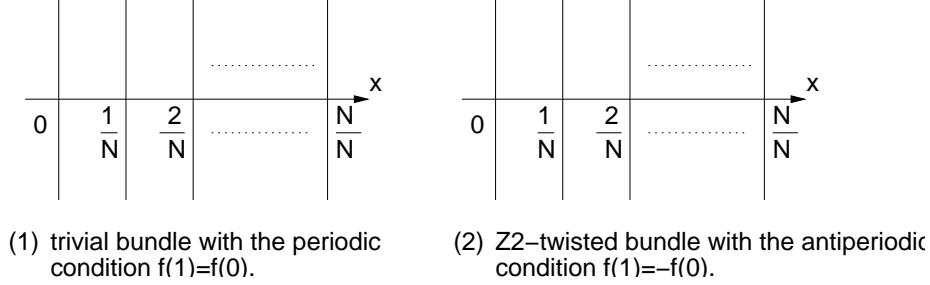 x
0 1/N 2/N N/N
x
0 1/N 2/N N/N
(1) trivial bundle with the periodic
condition f(1)=f(0).
(2) Z2−twisted bundle with the antiperiodic
condition f(1)=−f(0).